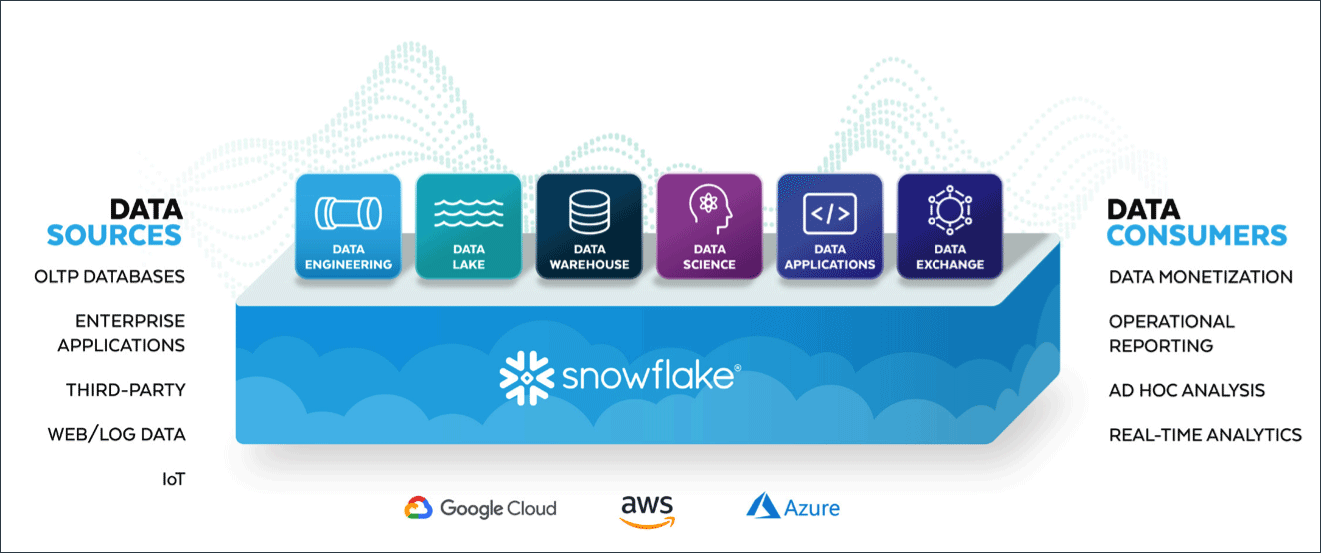 DATA
SOURCES
OLTP DATABASES
ENTERPRISE
APPLICATIONS
THIRD-PARTY
WEB/LOG DATA
IoT
DATA
ENGINEERING
DATA
LAKE
DATA
WAREHOUSE
DATA
SCIENCE
</>
DATA
APPLICATIONS
DATA
EXCHANGE
snowflake®
Google Cloud
aws
Azure
DATA
CONSUMERS
DATA MONETIZATION
OPERATIONAL
REPORTING
AD HOC ANALYSIS
REAL-TIME ANALYTICS